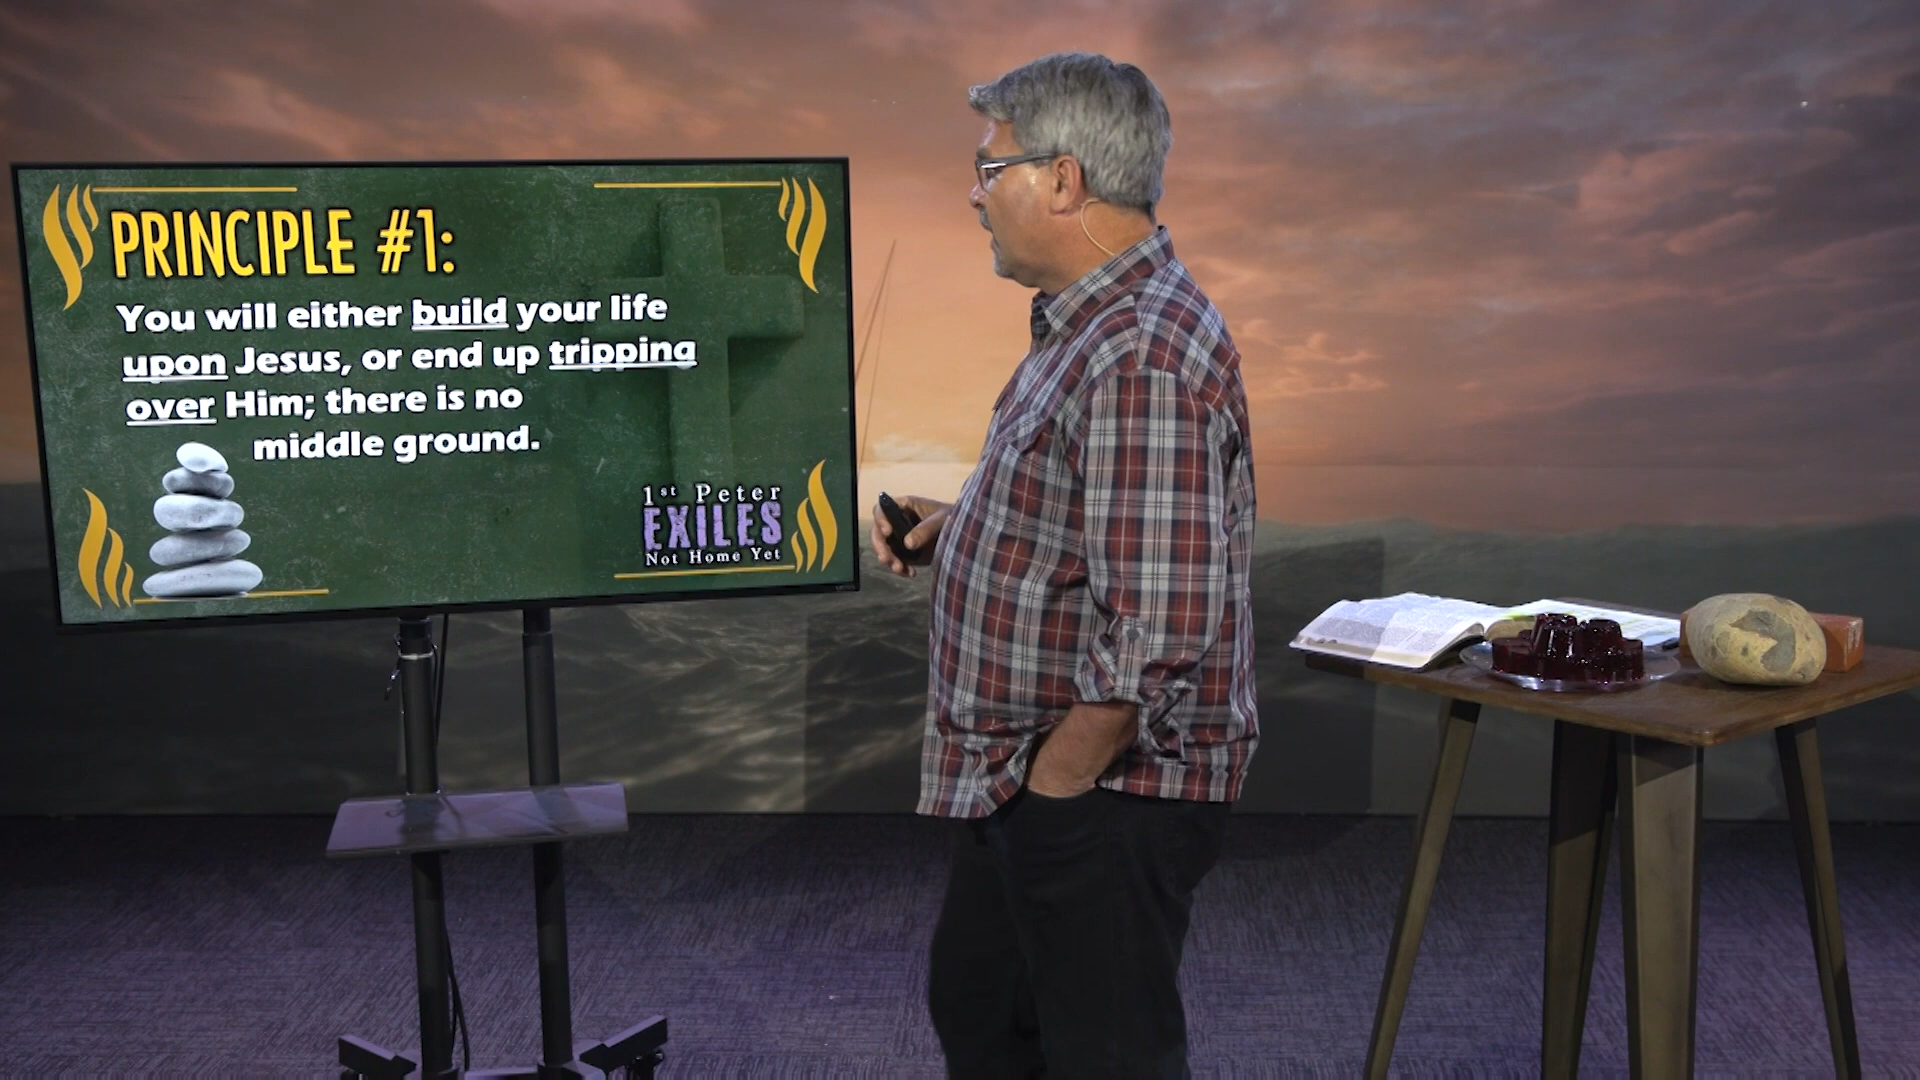 PRINCIPLE #1:
You will either build your life
upon Jesus, or end up tripping
over Him; there is no
middle ground.
1st Peter
EXILES
Not Home Yet